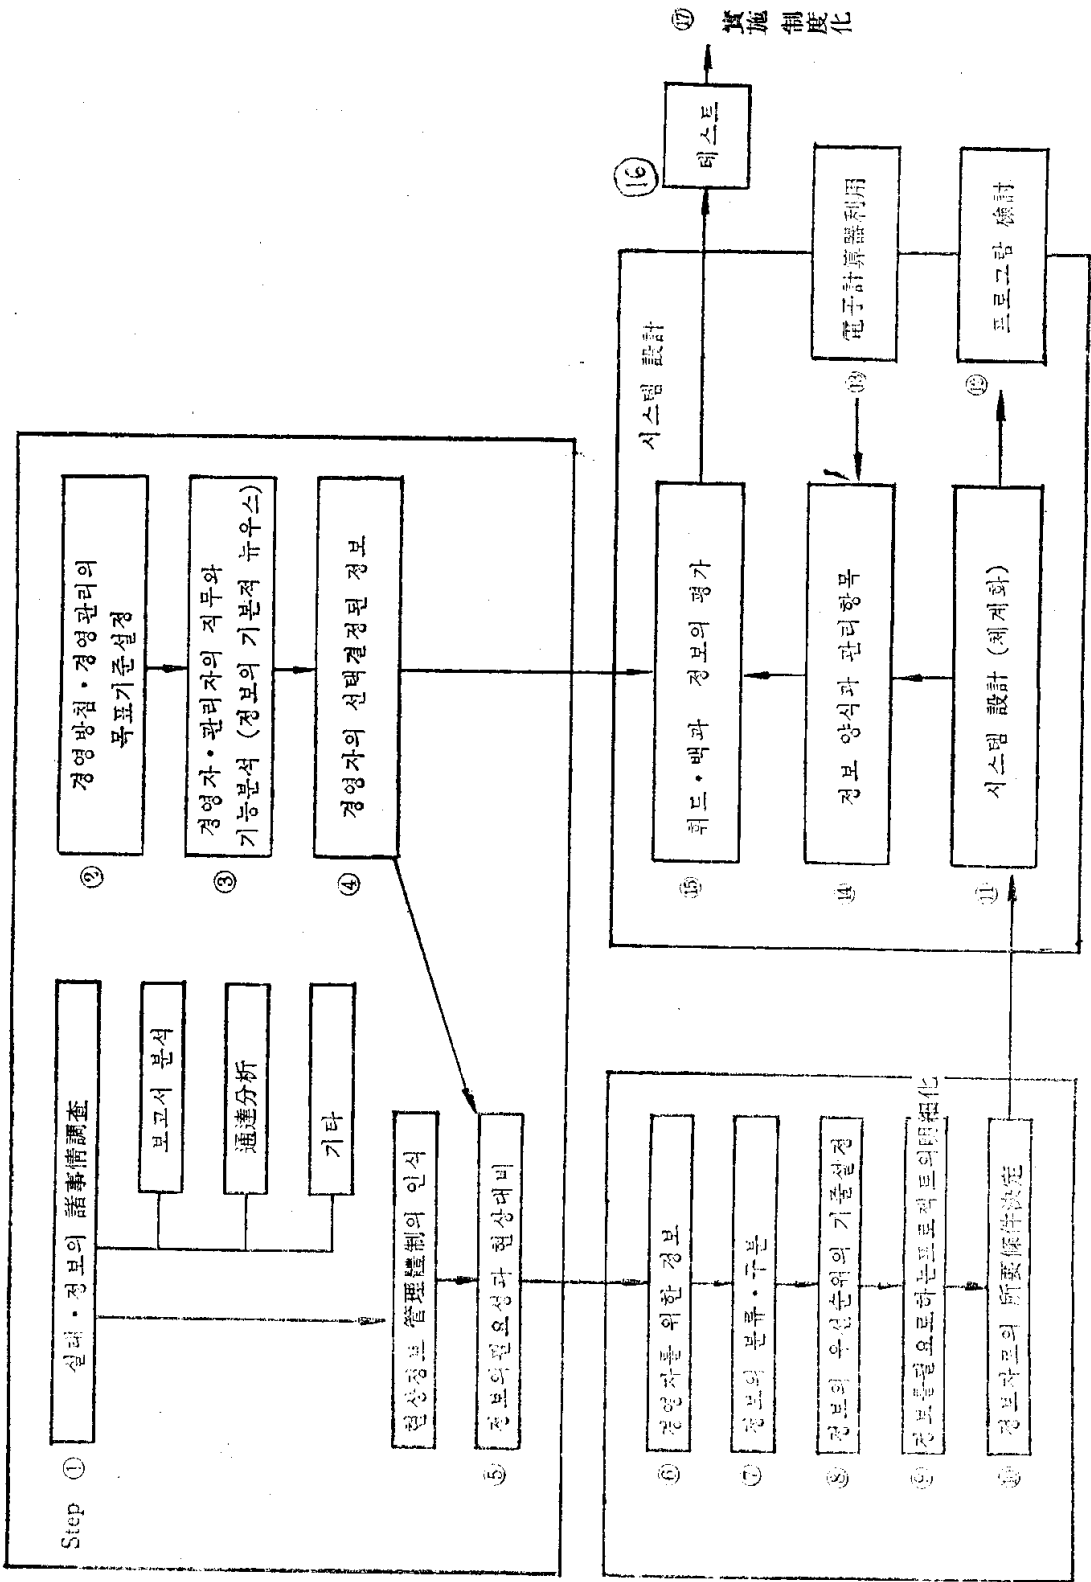 Step ① 실태・정보의 諸事情調査
보고서 분석
通達分析
기타
현상정보 管理體制의 인식
② 경영방침・경영관리의
목표기준설정
③ 경영자・관리자의 직무와
기능분석 (정보의 기본적 뉴우스)
④ 경영자의 선택결정된 정보
⑤ 정보의필요성과 현상대비
⑥ 경영자를 위한 정보
⑦ 정보의 분류・구분
⑧ 정보의 우선순위의 기줄설정
⑨ 정보를필요로하는프로젝트의明細化
⑩ 정보자료의 所要條件決定
시스템 設計
⑪ 시스템 設計 (체계화)
⑫ 프로그람 檢討
⑬ 電子計算器利用
⑭ 정보 양식과 관리항목
⑮ 휘드・백과 정보의 평가
⑯ 테스트
⑰ 實施 制度化